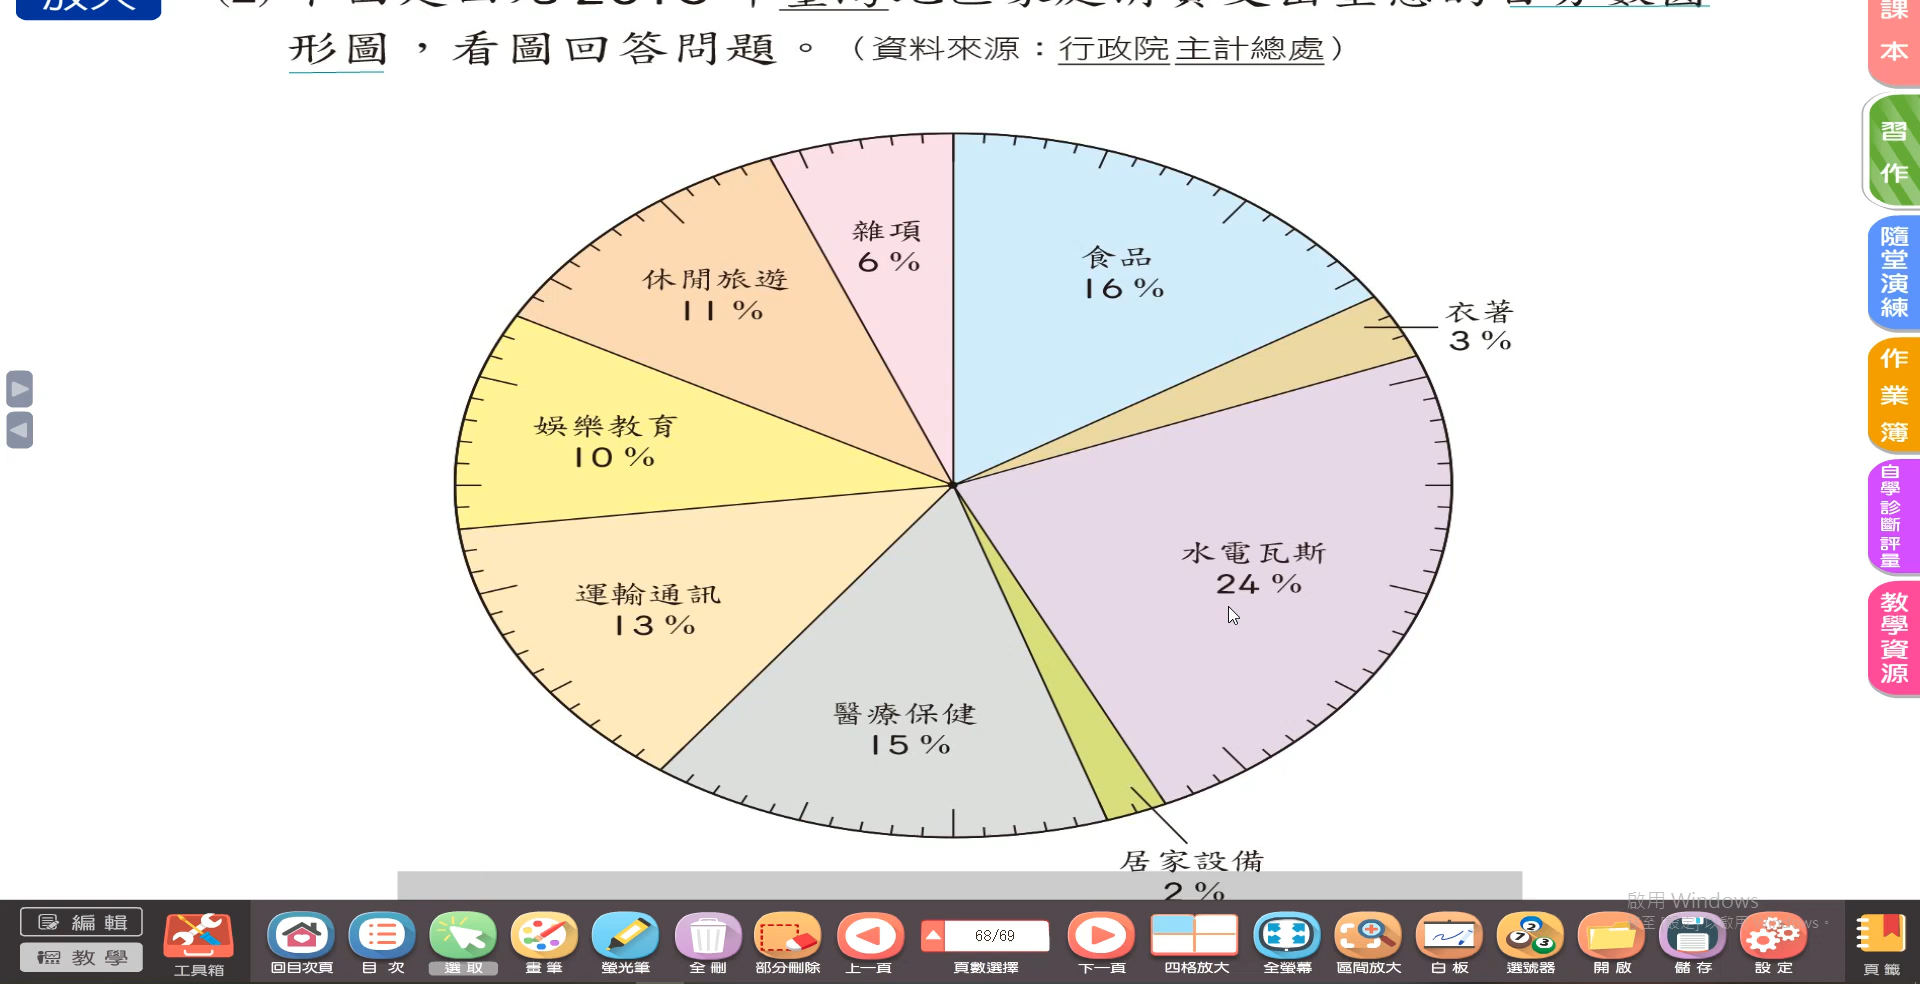 放大
形圖，看圖回答問題。（資料來源：行政院主計總處）
雜項
6 %
食品
16 %
休閒旅遊
11 %
衣著
3 %
娛樂教育
10 %
水電瓦斯
24 %
運輸通訊
13 %
醫療保健
15 %
居家設備
2 %
課本
習作
隨堂演練
作業簿
自學診斷評量
教學資源
啟用 Windows
編輯
教學
工具箱
回目次頁
目次
選取
畫筆
螢光筆
全刪
部分刪除
上一頁
68/69
頁數選擇
下一頁
四格放大
全螢幕
區間放大
白板
選號器
開啟
儲存
設定
頁籤